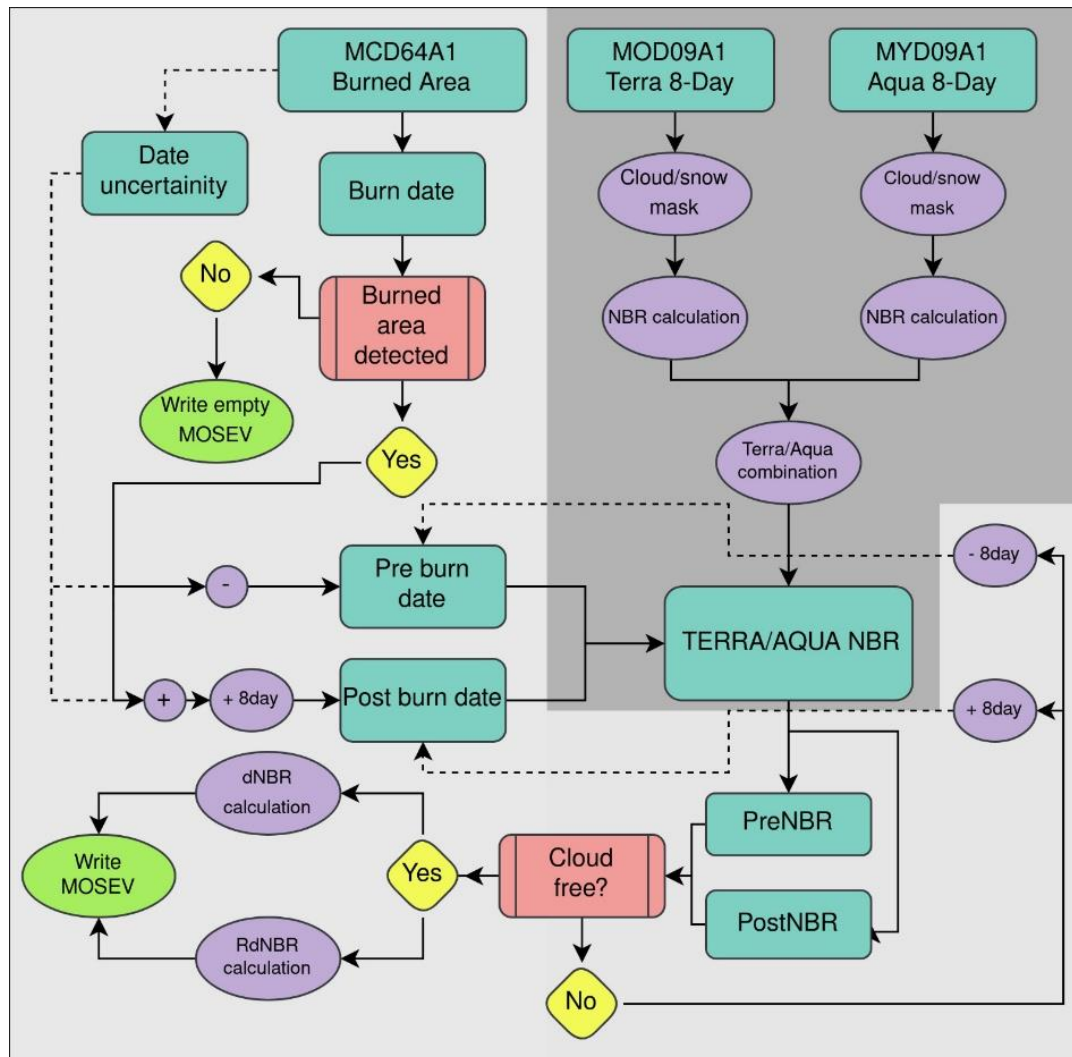 MCD64A1
Burned Area
MOD09A1
Terra 8-Day
MYD09A1
Aqua 8-Day
Date
uncertainity
Burn date
Cloud/snow
mask
Cloud/snow
mask
No
Burned
area
detected
NBR calculation
NBR calculation
Write empty
MOSEV
Yes
Terra/Aqua
combination
-
Pre burn
date
- 8day
TERRA/AQUA NBR
+
+ 8day
Post burn date
+ 8day
dNBR
calculation
PreNBR
Write
MOSEV
Yes
Cloud
free?
PostNBR
RdNBR
calculation
No